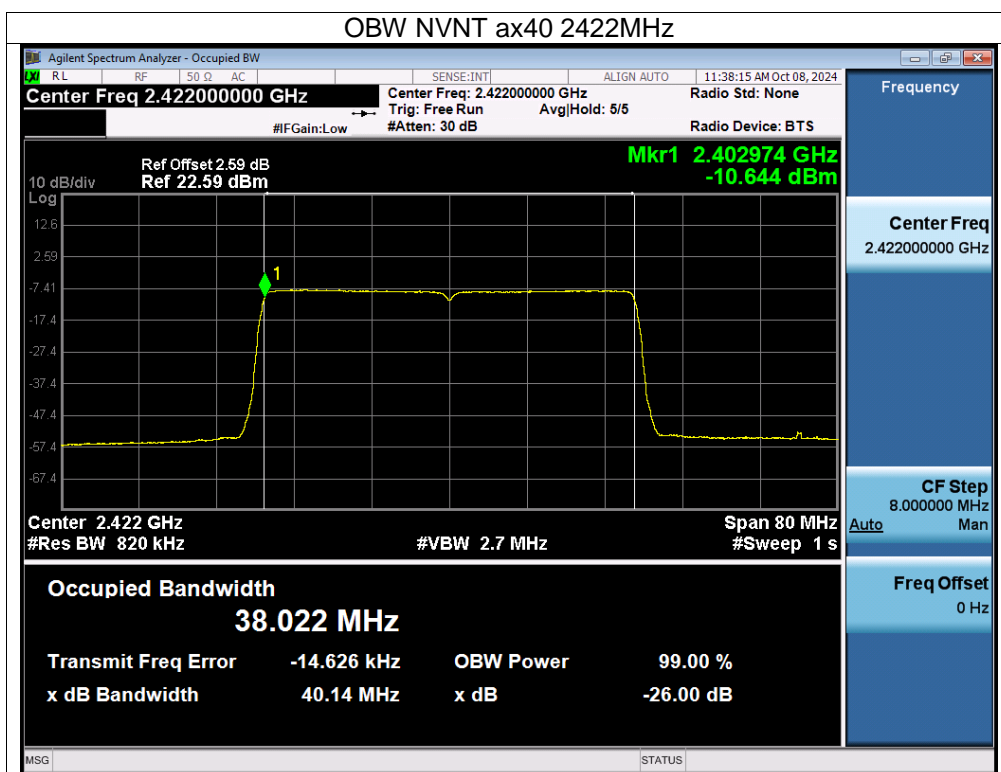 OBW NVNT ax40 2422MHz
Agilent Spectrum Analyzer - Occupied BW
LXI RL RF 50 Ω AC SENSE:INT ALIGN AUTO 11:38:15 AM Oct 08, 2024
Center Freq 2.422000000 GHz Center Freq: 2.422000000 GHz Radio Std: None Frequency
Trig: Free Run Avg|Hold: 5/5
#IFGain:Low #Atten: 30 dB Radio Device: BTS
Mkr1 2.402974 GHz
-10.644 dBm
Ref Offset 2.59 dB
10 dB/div Ref 22.59 dBm
Log
12.6
2.59
-7.41
-17.4
-27.4
-37.4
-47.4
-57.4
-67.4
1
Center Freq
2.422000000 GHz
CF Step
8.000000 MHz
Auto Man
Center 2.422 GHz Span 80 MHz
#Res BW 820 kHz #VBW 2.7 MHz #Sweep 1 s
Freq Offset
0 Hz
Occupied Bandwidth
38.022 MHz
Transmit Freq Error -14.626 kHz OBW Power 99.00 %
x dB Bandwidth 40.14 MHz x dB -26.00 dB
MSG STATUS